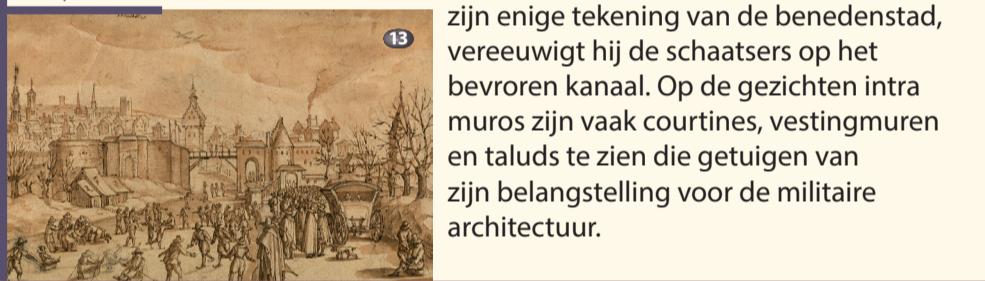 13
zijn enige tekening van de benedenstad,
vereeuwigt hij de schaatsers op het
bevroren kanaal. Op de gezichten intra
muros zijn vaak courtines, vestingmuren
en taluds te zien die getuigen van
zijn belangstelling voor de militaire
architectuur.